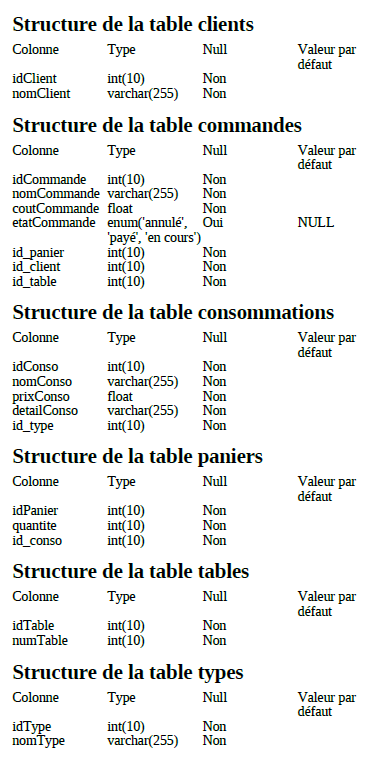 Structure de la table clients
Colonne Type Null Valeur par
défaut
idClient int(10) Non
nomClient varchar(255) Non
Structure de la table commandes
Colonne Type Null Valeur par
défaut
idCommande int(10) Non
nomCommande varchar(255) Non
coutCommande float Non
etatCommande enum('annulé', Oui NULL
'payé', 'en cours')
id_panier int(10) Non
id_client int(10) Non
id_table int(10) Non
Structure de la table consommations
Colonne Type Null Valeur par
défaut
idConso int(10) Non
nomConso varchar(255) Non
prixConso float Non
detailConso varchar(255) Non
id_type int(10) Non
Structure de la table paniers
Colonne Type Null Valeur par
défaut
idPanier int(10) Non
quantite int(10) Non
id_conso int(10) Non
Structure de la table tables
Colonne Type Null Valeur par
défaut
idTable int(10) Non
numTable int(10) Non
Structure de la table types
Colonne Type Null Valeur par
défaut
idType int(10) Non
nomType varchar(255) Non